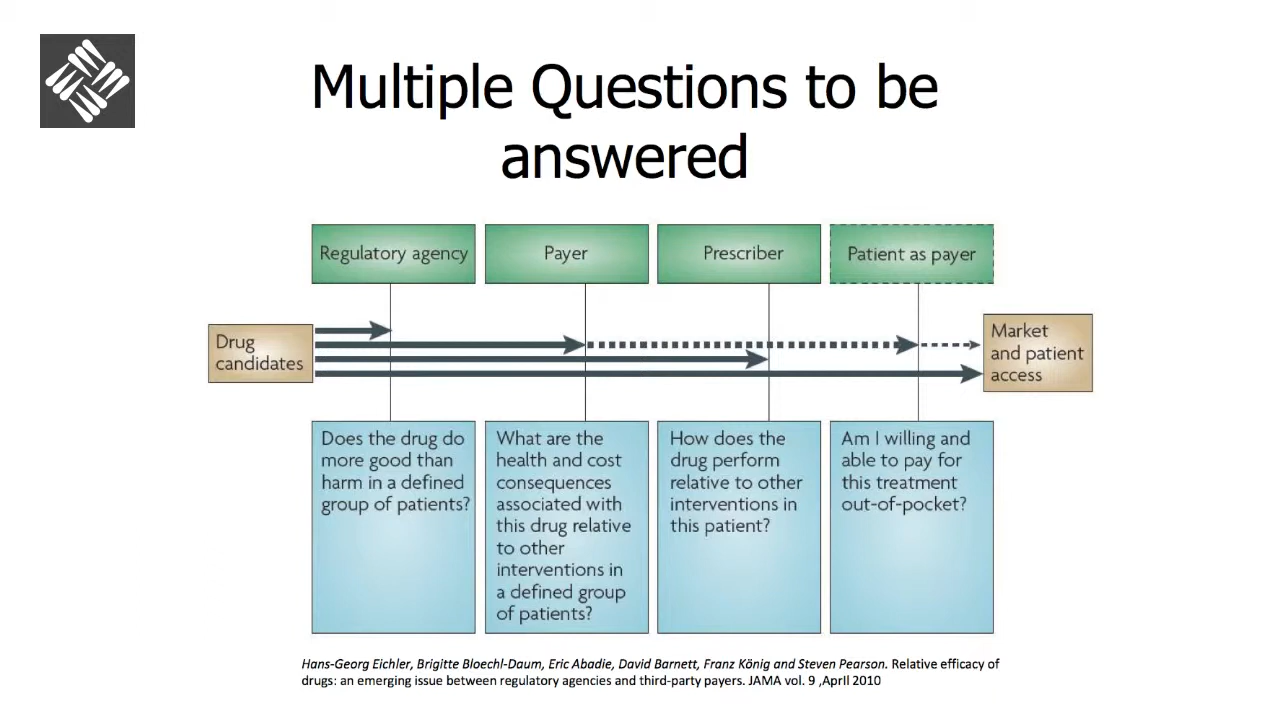 Multiple Questions to be
answered
Regulatory agency
Payer
Prescriber
Patient as payer
Drug
candidates
Market
and patient
access
Does the drug do
more good than
harm in a defined
group of patients?
What are the
health and cost
consequences
associated with
this drug relative
to other
interventions in
a defined group
of patients?
How does the
drug perform
relative to other
interventions in
this patient?
Am I willing and
able to pay for
this treatment
out-of-pocket?
Hans-Georg Eichler, Brigitte Bloechl-Daum, Eric Abadie, David Barnett, Franz König and Steven Pearson. Relative efficacy of
drugs: an emerging issue between regulatory agencies and third-party payers. JAMA vol. 9 ,AprIl 2010